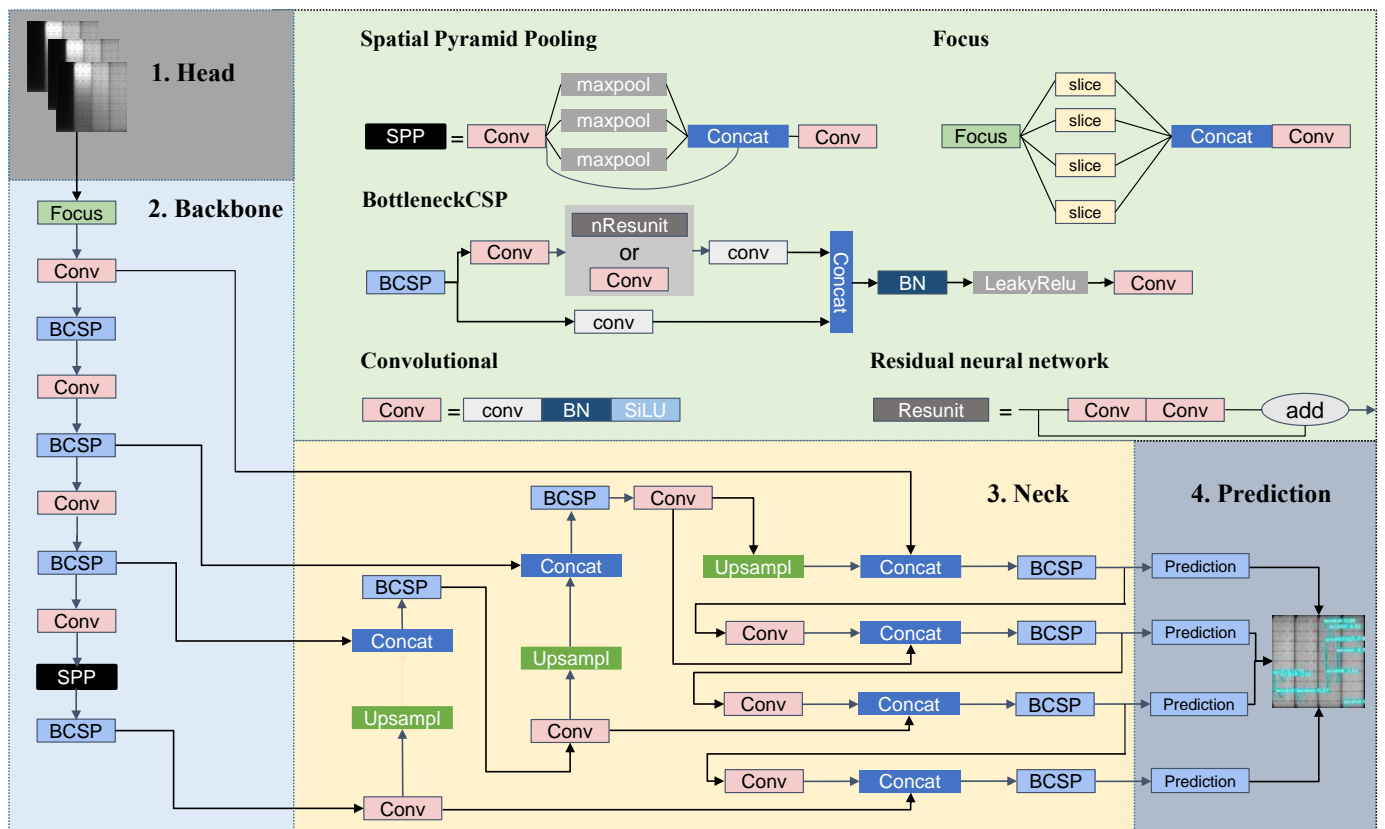 1. Head
2. Backbone
Focus
Conv
BCSP
Conv
BCSP
Conv
BCSP
Conv
SPP
BCSP
Spatial Pyramid Pooling
SPP = Conv maxpool maxpool maxpool Concat Conv
Focus
Focus slice slice slice slice Concat Conv
BottleneckCSP
BCSP Conv nResunit or Conv conv conv Concat BN LeakyRelu Conv
Convolutional
Conv = conv BN SiLU
Residual neural network
Resunit = Conv Conv add
3. Neck
BCSP Conv
Upsampl Concat BCSP
Concat
BCSP
Concat
Conv Concat BCSP
Upsampl
Conv Concat BCSP
Upsampl
Conv
Conv Concat BCSP
Conv
4. Prediction
Prediction
Prediction
Prediction
Prediction